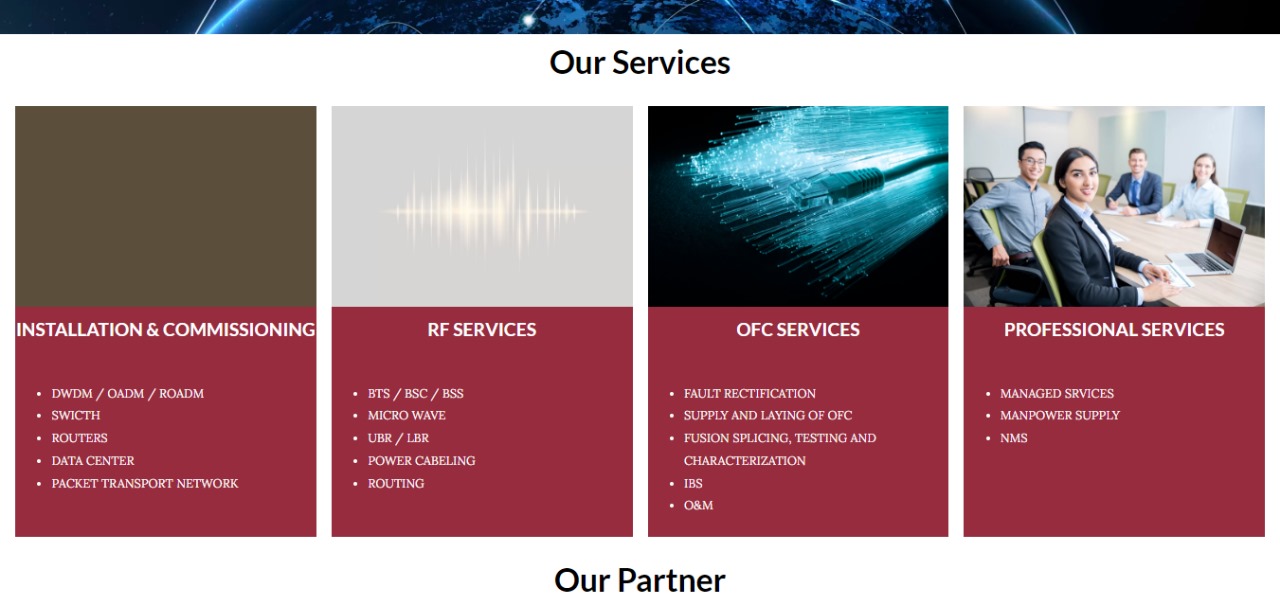 Our Services
INSTALLATION & COMMISSIONING
DWDM / OADM / ROADM
SWICTH
ROUTERS
DATA CENTER
PACKET TRANSPORT NETWORK
RF SERVICES
BTS / BSC / BSS
MICRO WAVE
UBR / LBR
POWER CABELING
ROUTING
OFC SERVICES
FAULT RECTIFICATION
SUPPLY AND LAYING OF OFC
FUSION SPLICING, TESTING AND
CHARACTERIZATION
IBS
O&M
PROFESSIONAL SERVICES
MANAGED SRVICES
MANPOWER SUPPLY
NMS
Our Partner